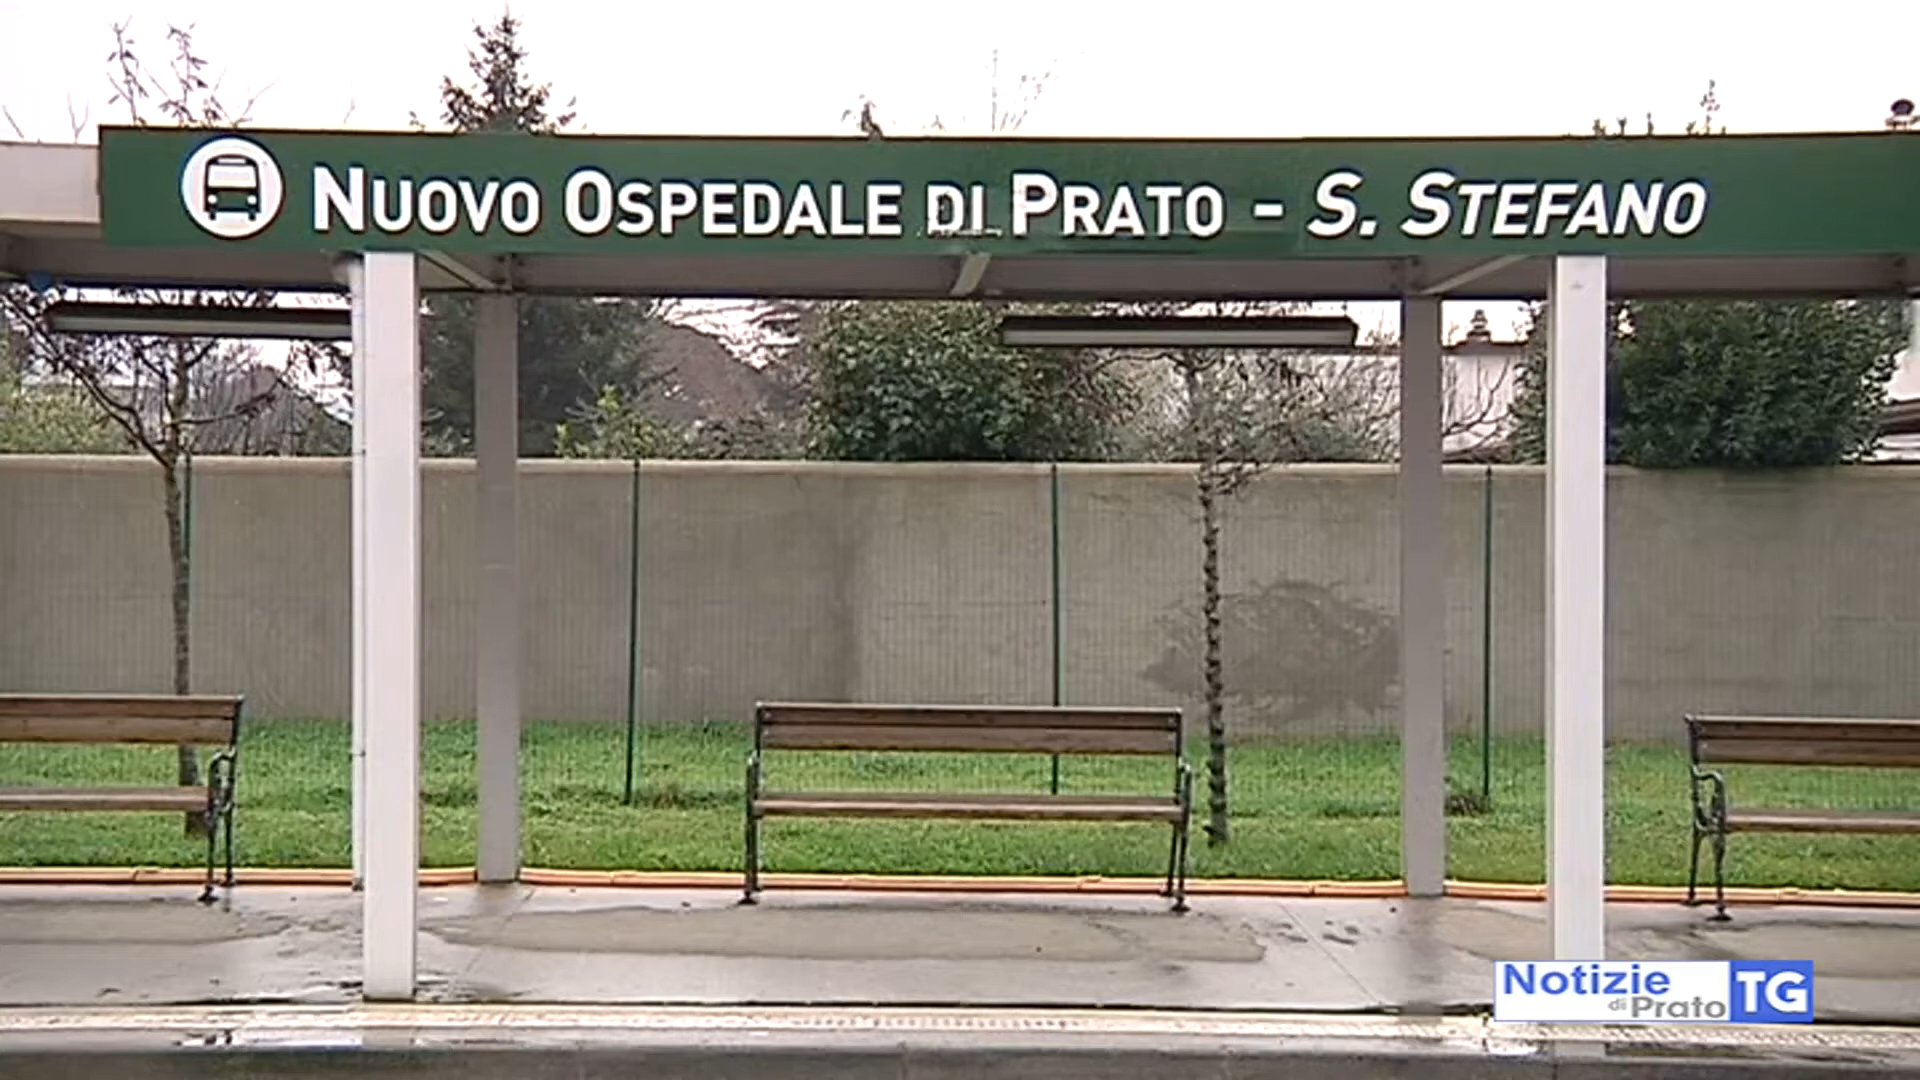 NUOVO OSPEDALE DI PRATO - S. STEFANO
Notizie TG
di Prato